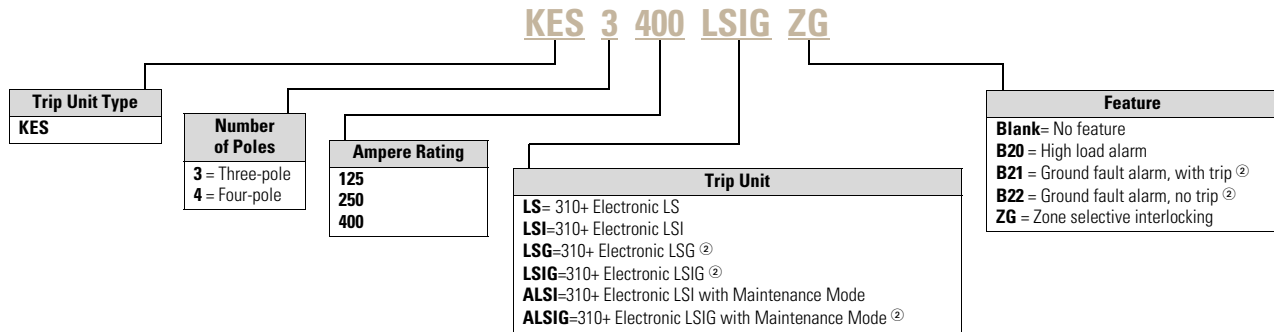 KES 3 400 LSIG ZG
Trip Unit Type
KES
Number
of Poles
3 = Three-pole
4 = Four-pole
Ampere Rating
125
250
400
Trip Unit
LS= 310+ Electronic LS
LSI=310+ Electronic LSI
LSG=310+ Electronic LSG ②
LSIG=310+ Electronic LSIG ②
ALSI=310+ Electronic LSI with Maintenance Mode
ALSIG=310+ Electronic LSIG with Maintenance Mode ②
Feature
Blank= No feature
B20 = High load alarm
B21 = Ground fault alarm, with trip ②
B22 = Ground fault alarm, no trip ②
ZG = Zone selective interlocking